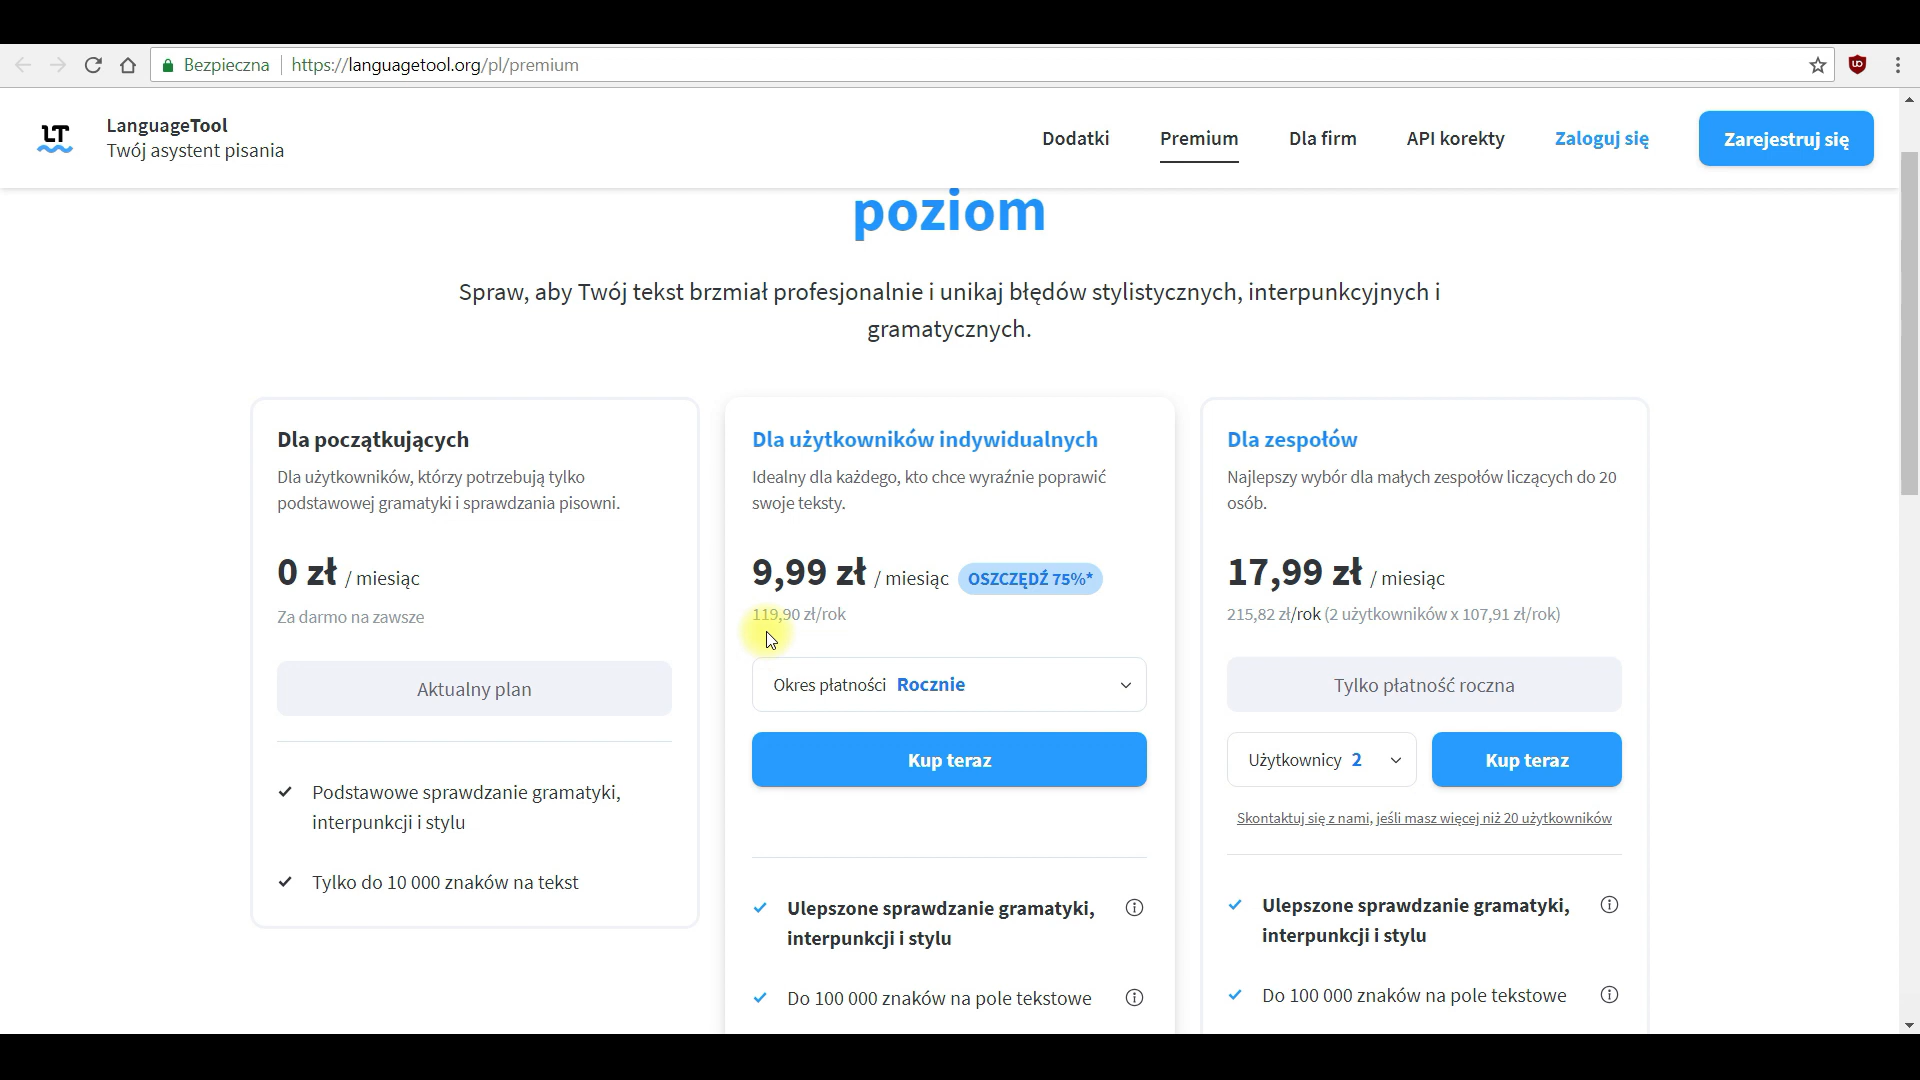 Bezpieczna
https://languagetool.org/pl/premium
LanguageTool
Twój asystent pisania
Dodatki
Premium
Dla firm
API korekty
Zaloguj się
Zarejestruj się
poziom
Spraw, aby Twój tekst brzmiał profesjonalnie i unikaj błędów stylistycznych, interpunkcyjnych i
gramatycznych.
Dla początkujących
Dla użytkowników, którzy potrzebują tylko
podstawowej gramatyki i sprawdzania pisowni.
0 zł / miesiąc
Za darmo na zawsze
Aktualny plan
Podstawowe sprawdzanie gramatyki,
interpunkcji i stylu
Tylko do 10 000 znaków na tekst
Dla użytkowników indywidualnych
Idealny dla każdego, kto chce wyraźnie poprawić
swoje teksty.
9,99 zł / miesiąc OSZCZĘDŹ 75%*
119,90 zł/rok
Okres płatności Rocznie
Kup teraz
Ulepszone sprawdzanie gramatyki,
interpunkcji i stylu
Do 100 000 znaków na pole tekstowe
Dla zespołów
Najlepszy wybór dla małych zespołów liczących do 20
osób.
17,99 zł / miesiąc
215,82 zł/rok (2 użytkowników x 107,91 zł/rok)
Tylko płatność roczna
Użytkownicy 2
Kup teraz
Skontaktuj się z nami, jeśli masz więcej niż 20 użytkowników
Ulepszone sprawdzanie gramatyki,
interpunkcji i stylu
Do 100 000 znaków na pole tekstowe